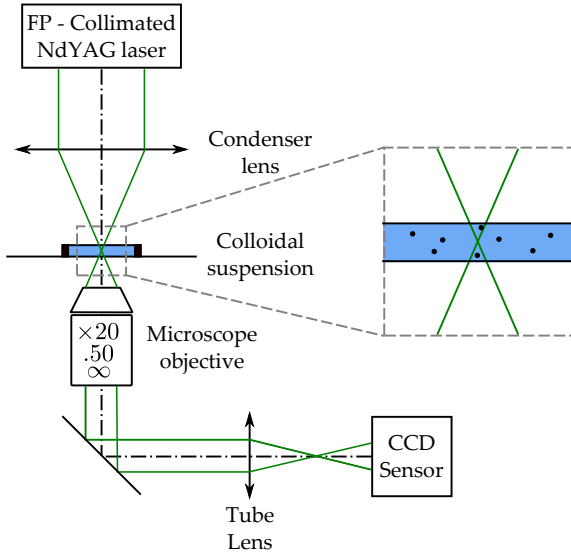 FP - Collimated
NdYAG laser
Condenser
lens
Colloidal
suspension
×20
.50
∞
Microscope
objective
CCD
Sensor
Tube
Lens